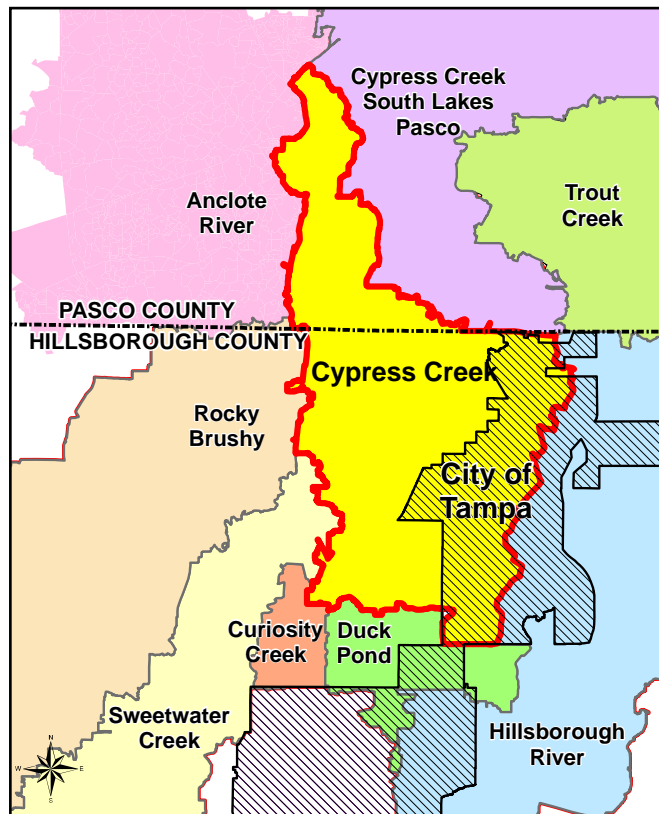 Cypress Creek
South Lakes
Pasco
Trout
Creek
Anclote
River
PASCO COUNTY
HILLSBOROUGH COUNTY
Cypress Creek
Rocky
Brushy
City of
Tampa
Curiosity
Creek
Duck
Pond
Sweetwater
Creek
Hillsborough
River
N
W E
S